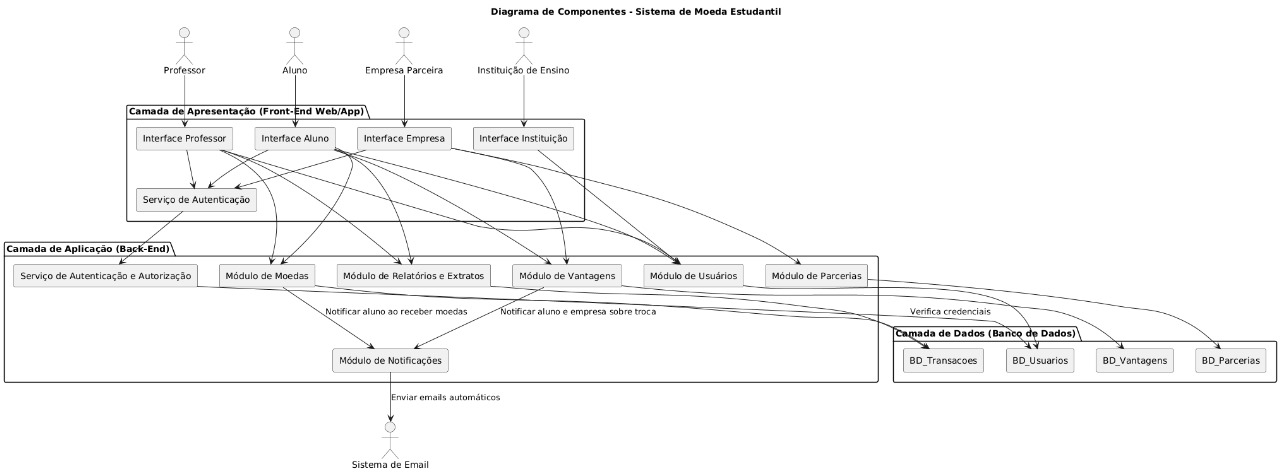 Diagrama de Componentes - Sistema de Moeda Estudantil
Professor
Aluno
Empresa Parceira
Instituição de Ensino
Camada de Apresentação (Front-End Web/App)
Interface Professor
Interface Aluno
Interface Empresa
Interface Instituição
Serviço de Autenticação
Camada de Aplicação (Back-End)
Serviço de Autenticação e Autorização
Módulo de Moedas
Módulo de Relatórios e Extratos
Módulo de Vantagens
Módulo de Usuários
Módulo de Parcerias
Notificar aluno ao receber moedas
Notificar aluno e empresa sobre troca
Verifica credenciais
Camada de Dados (Banco de Dados)
Módulo de Notificações
BD_Transacoes
BD_Usuarios
BD_Vantagens
BD_Parcerias
Enviar emails automáticos
Sistema de Email